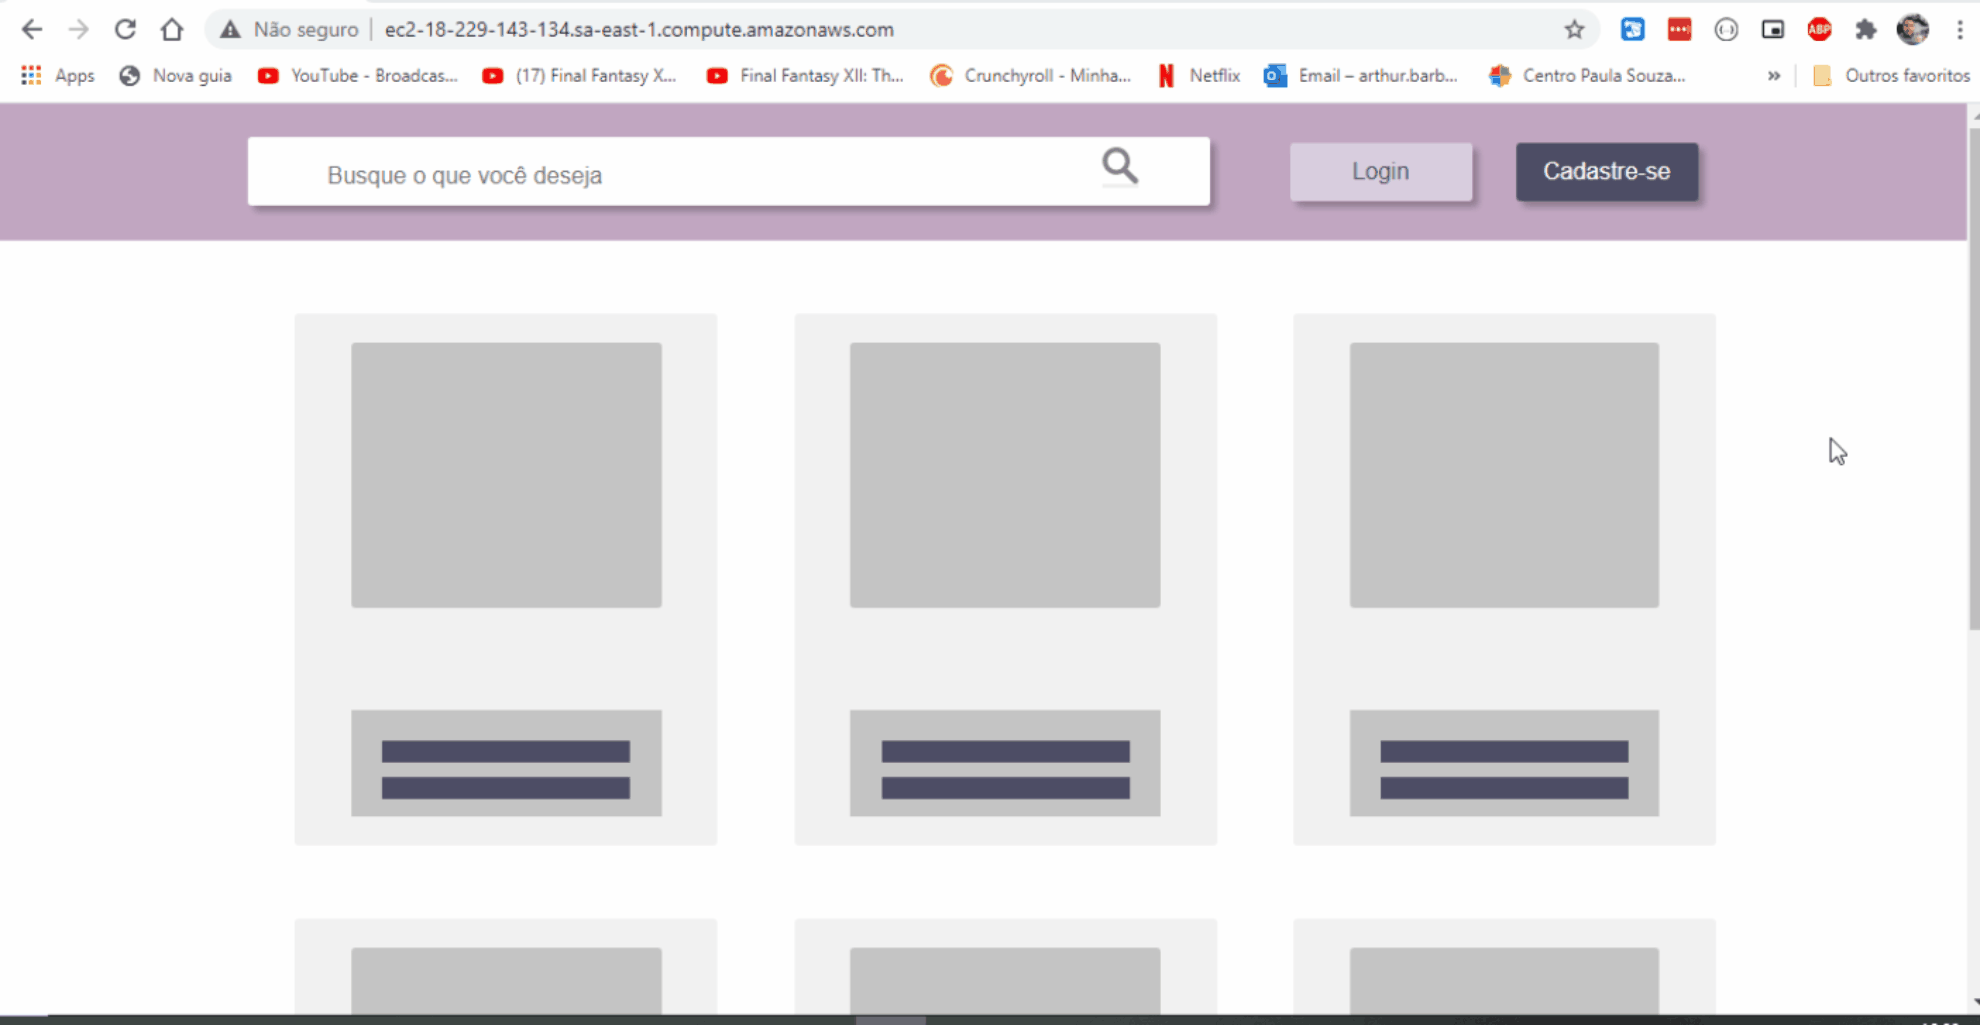 Não seguro ec2-18-229-143-134.sa-east-1.compute.amazonaws.com ABP
Apps Nova guia YouTube - Broadcas... (17) Final Fantasy X... Final Fantasy XII: Th... Crunchyroll - Minha... Netflix Email – arthur.barb... Centro Paula Souza... » Outros favoritos
Busque o que você deseja Login Cadastre-se